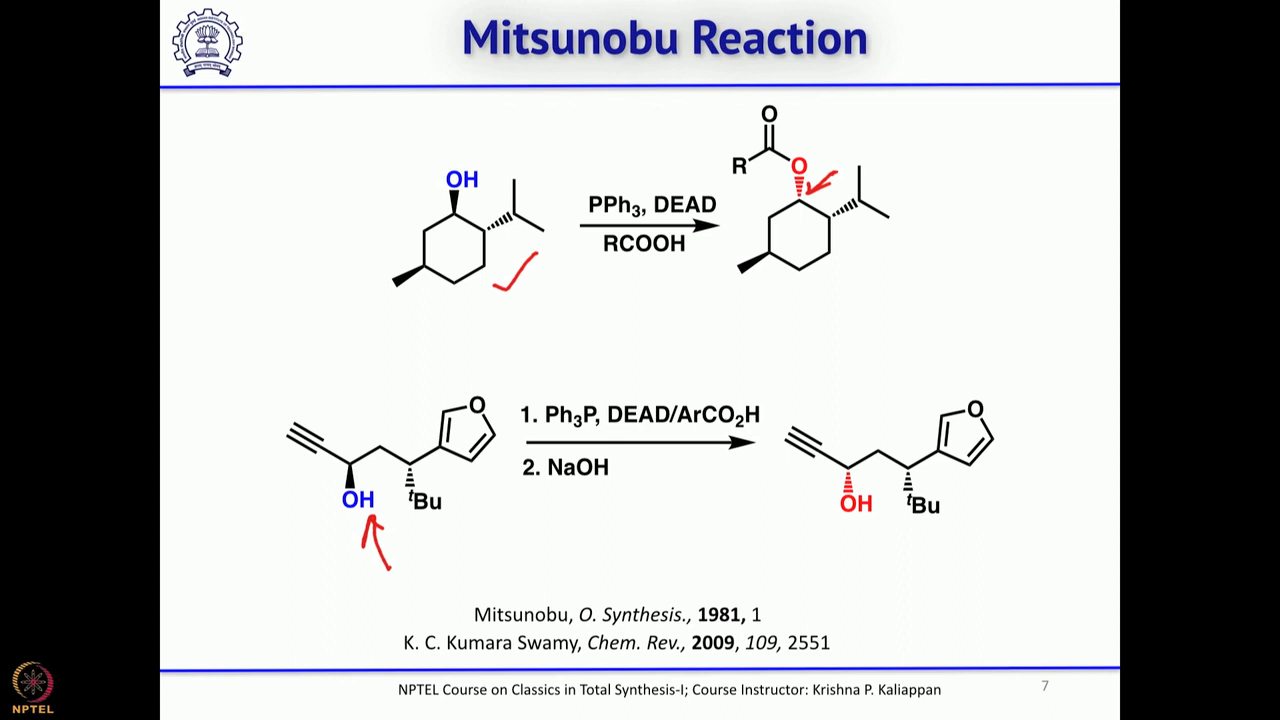 Mitsunobu Reaction
O
R
O
OH
PPh₃, DEAD
RCOOH
O
1. Ph₃P, DEAD/ArCO₂H
2. NaOH
OH
ᵗBu
O
OH
ᵗBu
Mitsunobu, O. Synthesis., 1981, 1
K. C. Kumara Swamy, Chem. Rev., 2009, 109, 2551
NPTEL
NPTEL Course on Classics in Total Synthesis-I; Course Instructor: Krishna P. Kaliappan
7